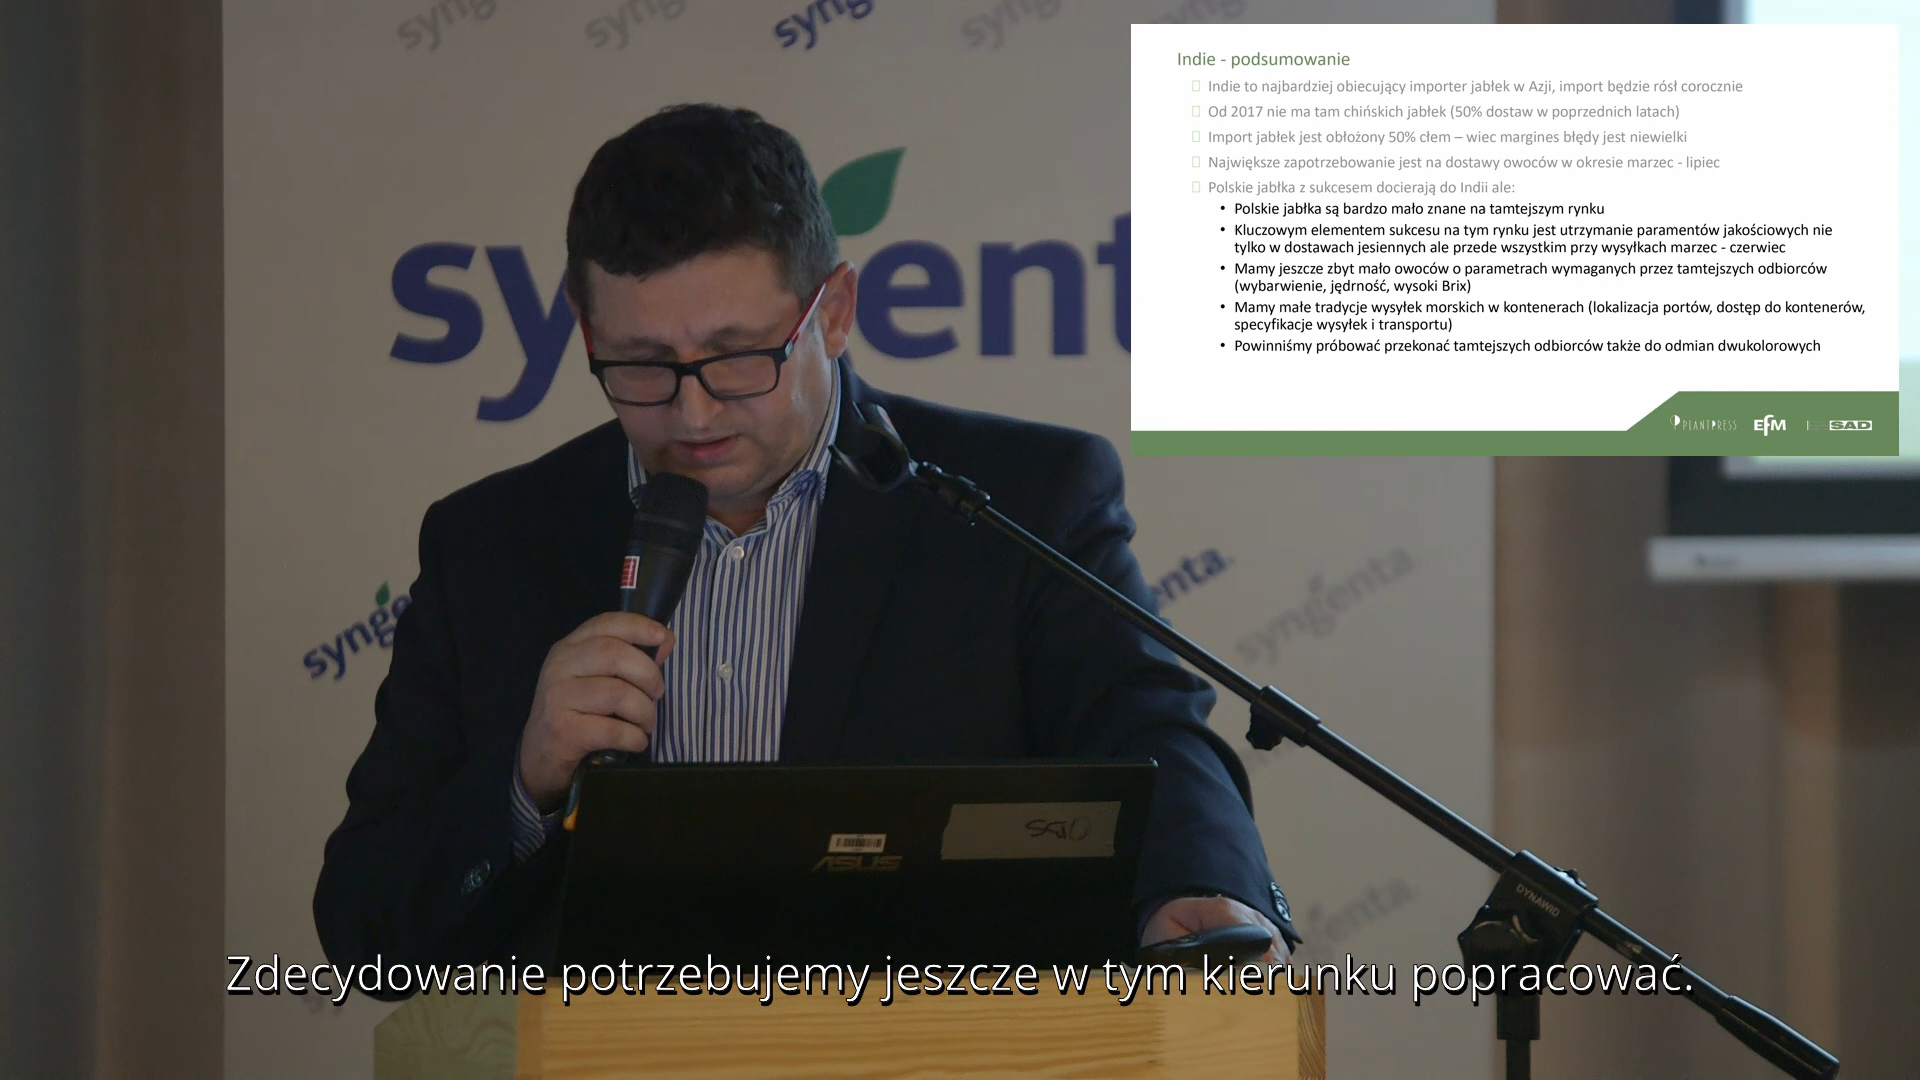 syngenta.
syngenta.
Indie - podsumowanie
Indie to najbardziej obiecujący importer jabłek w Azji, import będzie rósł corocznie
Od 2017 nie ma tam chińskich jabłek (50% dostaw w poprzednich latach)
Import jabłek jest obłożony 50% cłem – wiec margines błędy jest niewielki
Największe zapotrzebowanie jest na dostawy owoców w okresie marzec - lipiec
Polskie jabłka z sukcesem docierają do Indii ale:
• Polskie jabłka są bardzo mało znane na tamtejszym rynku
• Kluczowym elementem sukcesu na tym rynku jest utrzymanie paramentów jakościowych nie
tylko w dostawach jesiennych ale przede wszystkim przy wysyłkach marzec - czerwiec
• Mamy jeszcze zbyt mało owoców o parametrach wymaganych przez tamtejszych odbiorców
(wybarwienie, jędrność, wysoki Brix)
• Mamy małe tradycje wysyłek morskich w kontenerach (lokalizacja portów, dostęp do kontenerów,
specyfikacje wysyłek i transportu)
• Powinniśmy próbować przekonać tamtejszych odbiorców także do odmian dwukolorowych
PLANTPRESS EfM SAD
ASUS
DYNAWID
Zdecydowanie potrzebujemy jeszcze w tym kierunku popracować.